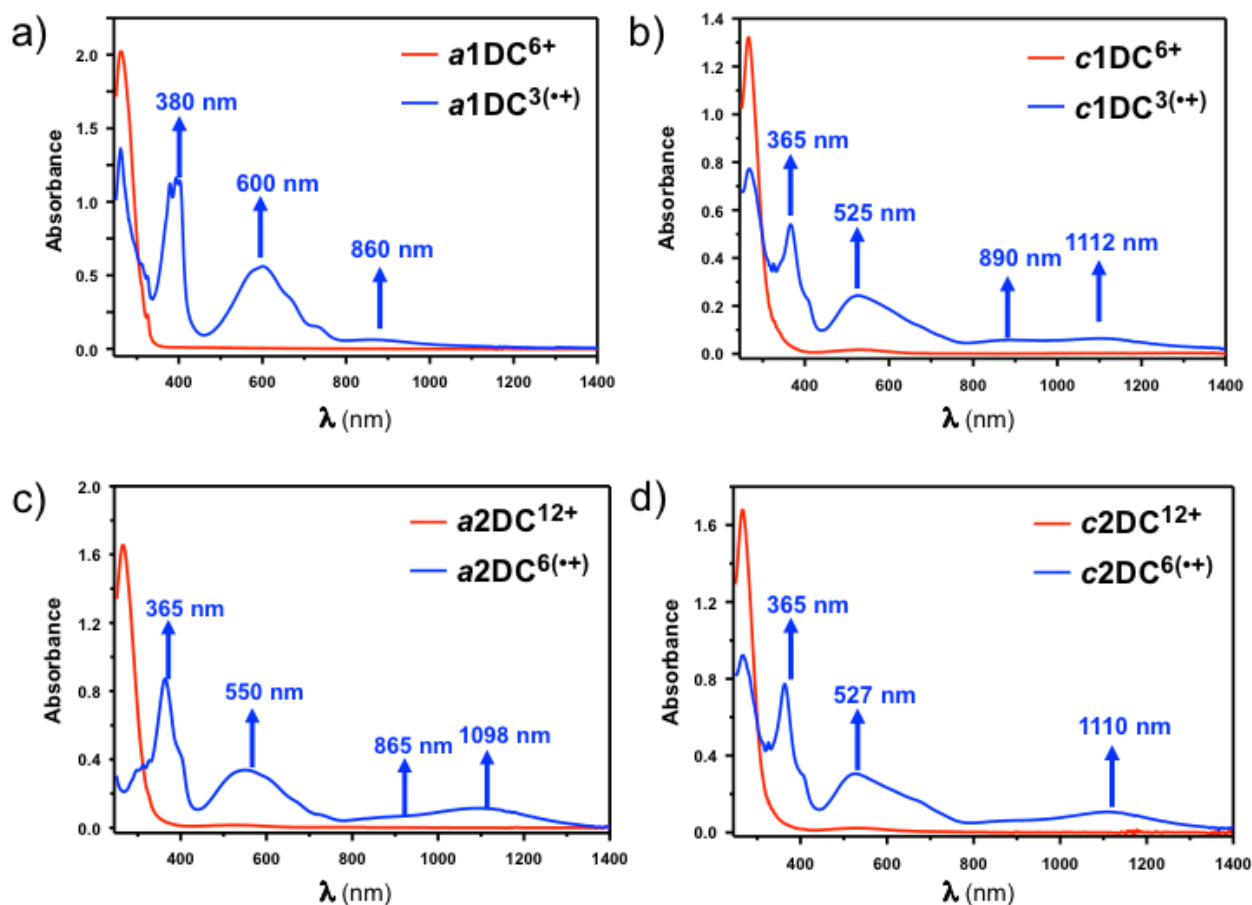 a)
a1DC⁶⁺
a1DC³⁽•⁺⁾
380 nm
600 nm
860 nm
Absorbance
2.0
1.5
1.0
0.5
0.0
400 600 800 1000 1200 1400
λ (nm)
b)
c1DC⁶⁺
c1DC³⁽•⁺⁾
365 nm
525 nm
890 nm
1112 nm
Absorbance
1.4
1.2
1.0
0.8
0.6
0.4
0.2
0.0
400 600 800 1000 1200 1400
λ (nm)
c)
a2DC¹²⁺
a2DC⁶⁽•⁺⁾
365 nm
550 nm
865 nm
1098 nm
Absorbance
2.0
1.6
1.2
0.8
0.4
0.0
400 600 800 1000 1200 1400
λ (nm)
d)
c2DC¹²⁺
c2DC⁶⁽•⁺⁾
365 nm
527 nm
1110 nm
Absorbance
1.6
1.2
0.8
0.4
0.0
400 600 800 1000 1200 1400
λ (nm)